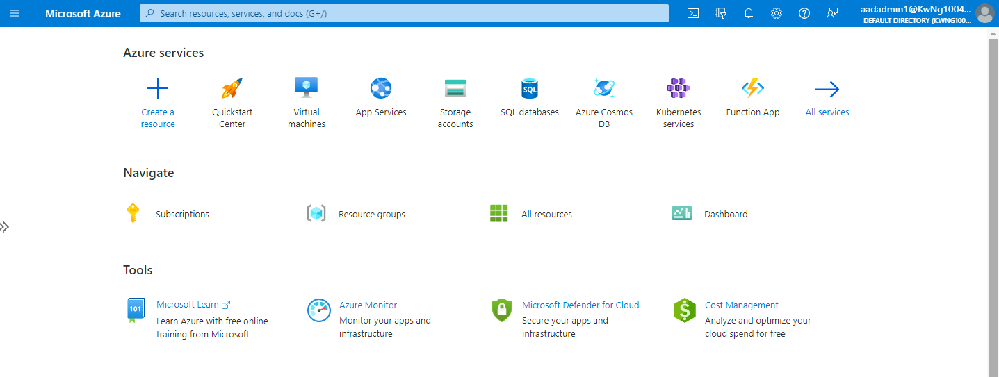 Microsoft Azure
Search resources, services, and docs (G+/)
aadadmin1@KwNg1004...
DEFAULT DIRECTORY (KWNG100...
Azure services
Create a
resource
Quickstart
Center
Virtual
machines
App Services
Storage
accounts
SQL
SQL databases
Azure Cosmos
DB
Kubernetes
services
Function App
All services
Navigate
Subscriptions
Resource groups
All resources
Dashboard
Tools
101
Microsoft Learn
Learn Azure with free online
training from Microsoft
Azure Monitor
Monitor your apps and
infrastructure
Microsoft Defender for Cloud
Secure your apps and
infrastructure
$
Cost Management
Analyze and optimize your
cloud spend for free